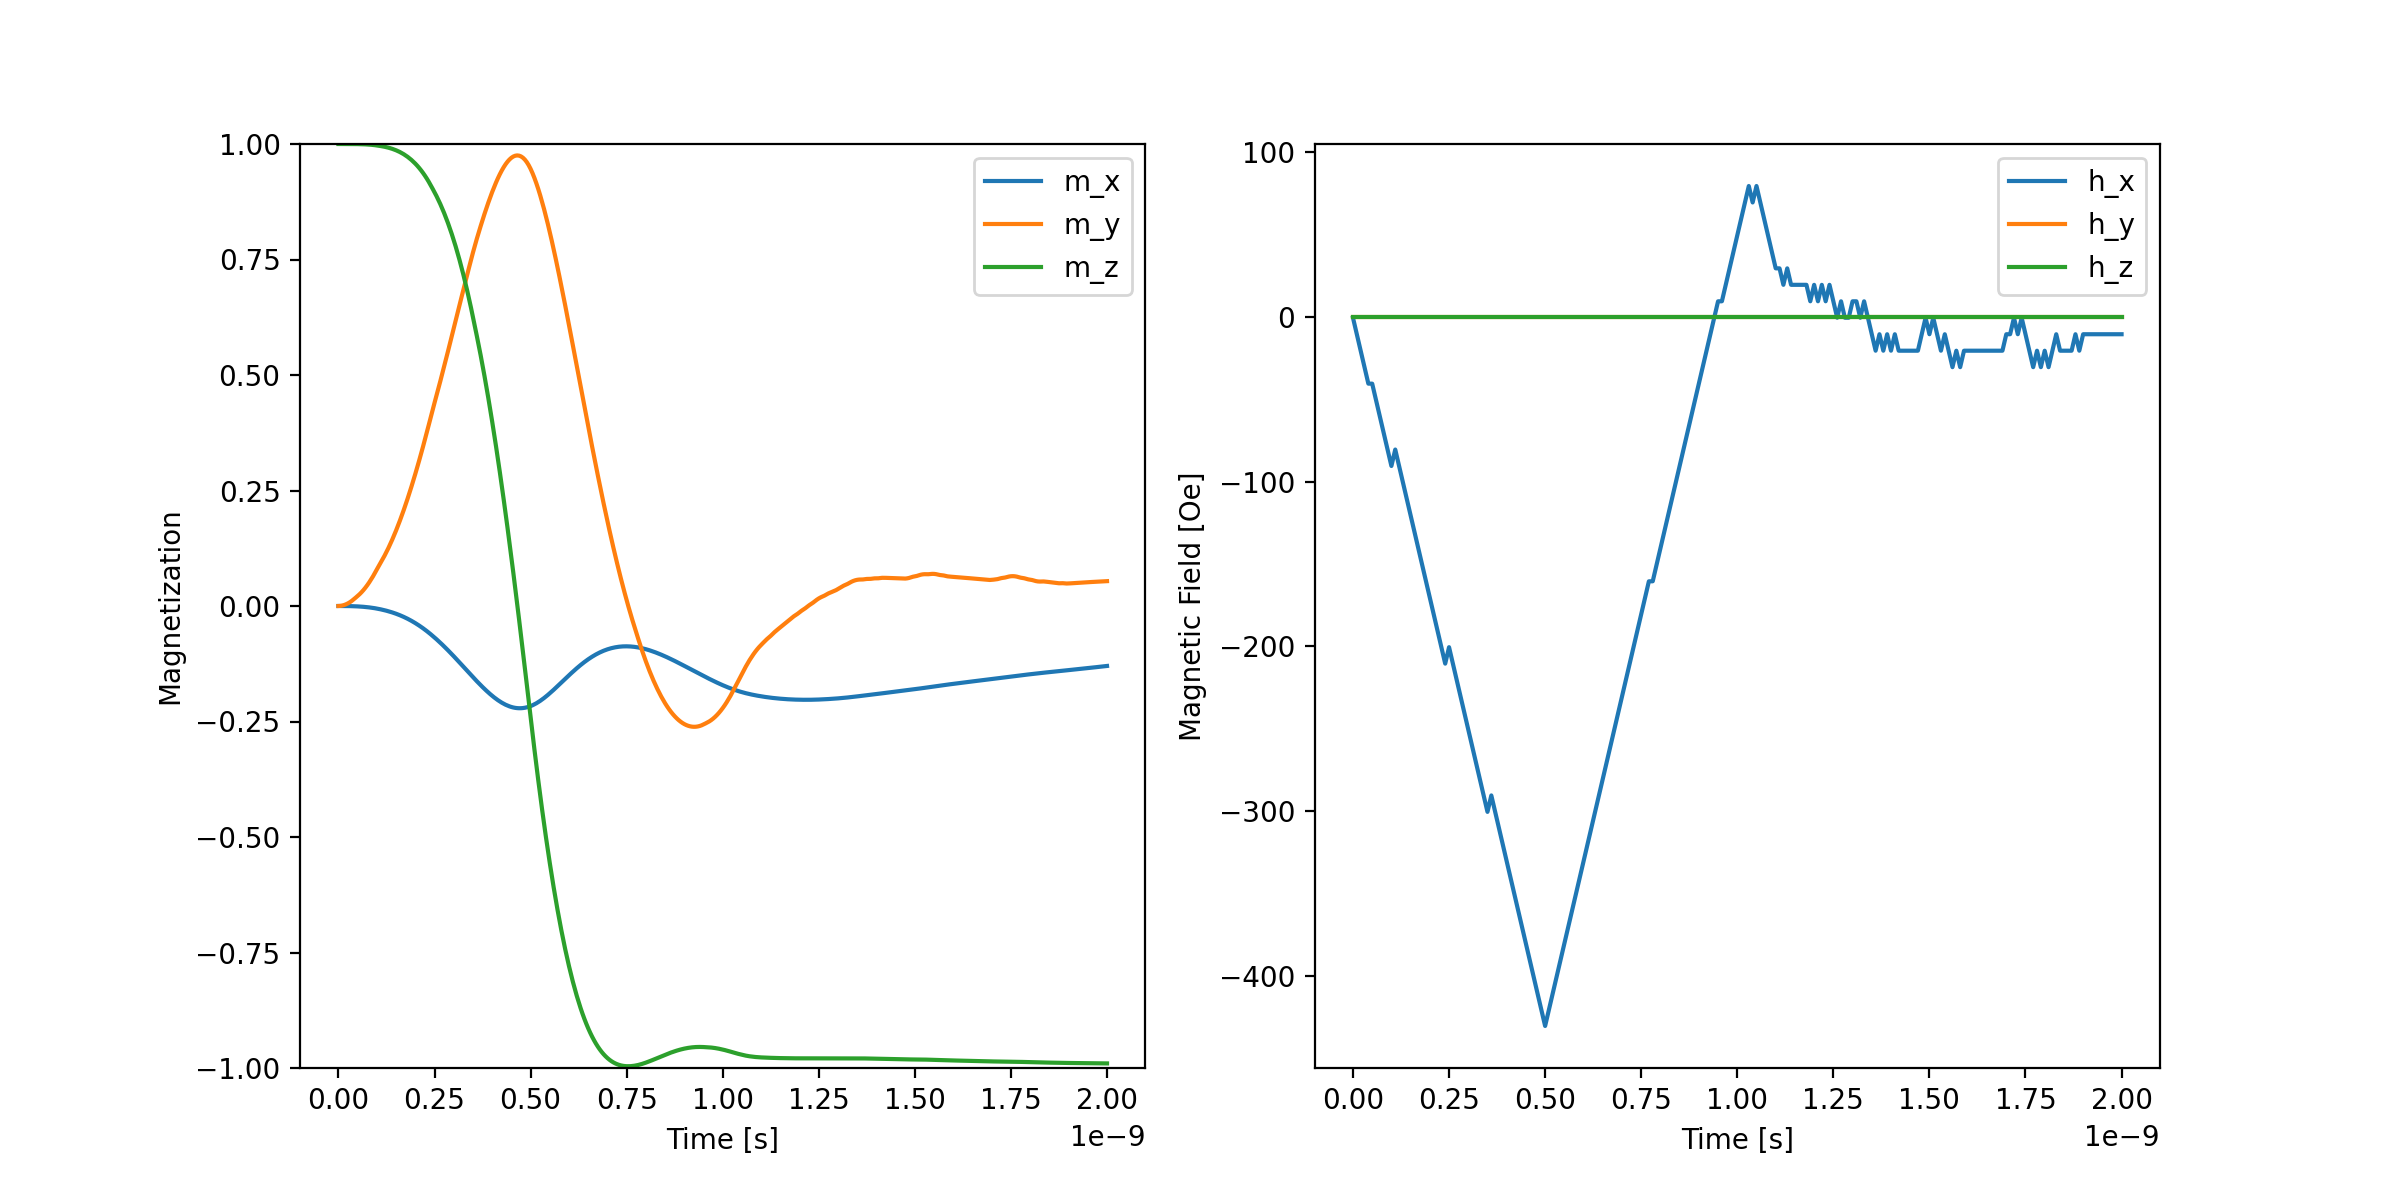 1.00
0.75
0.50
0.25
0.00
−0.25
−0.50
−0.75
−1.00
Magnetization
m_x
m_y
m_z
0.00 0.25 0.50 0.75 1.00 1.25 1.50 1.75 2.00
Time [s]
1e−9
100
0
−100
−200
−300
−400
Magnetic Field [Oe]
h_x
h_y
h_z
0.00 0.25 0.50 0.75 1.00 1.25 1.50 1.75 2.00
Time [s]
1e−9